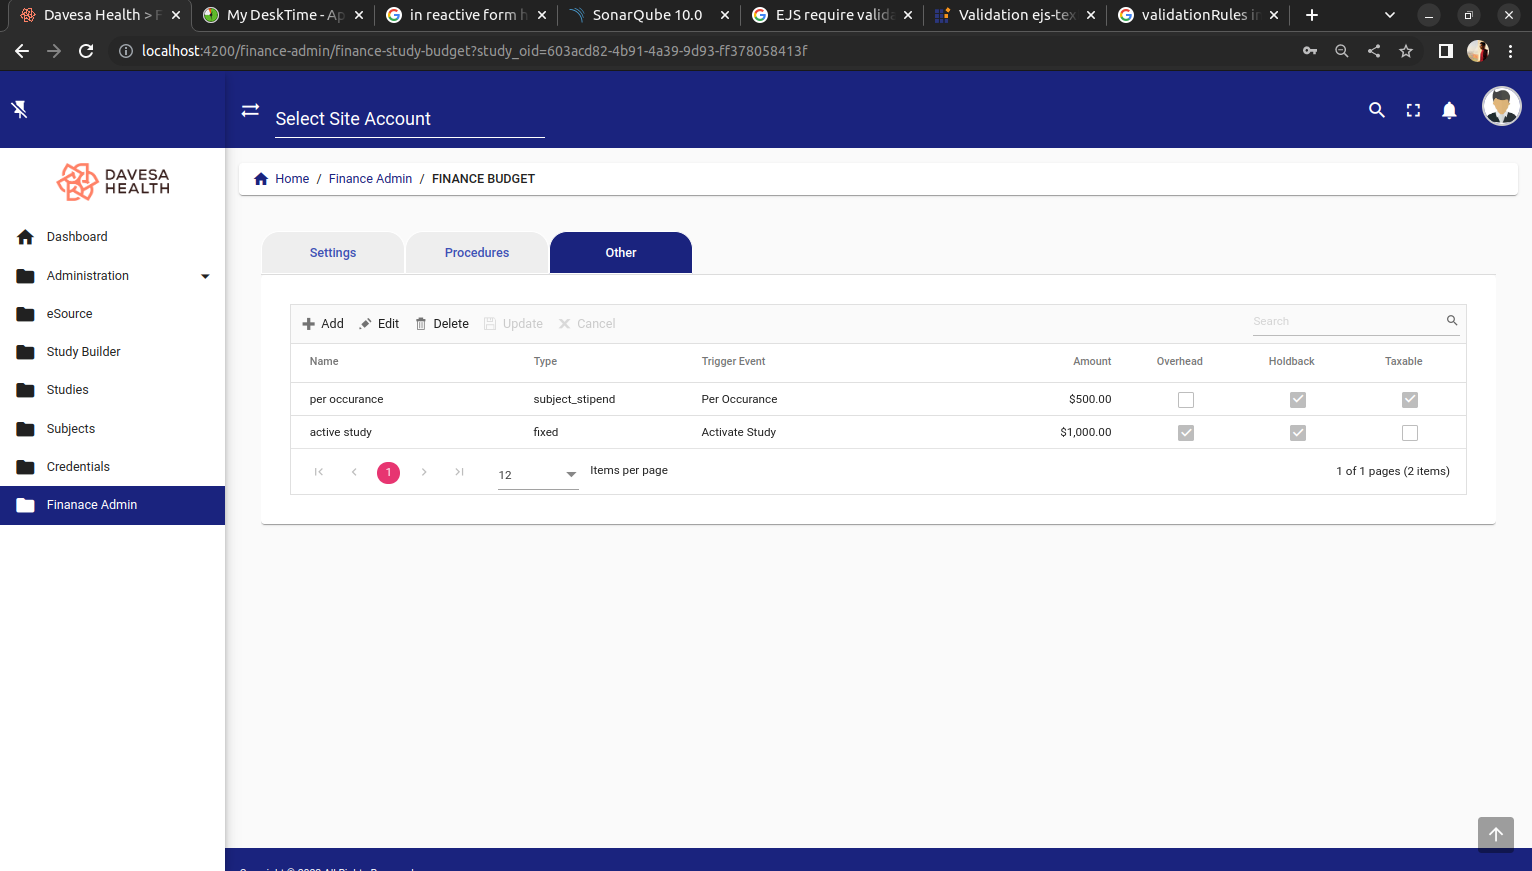 Davesa Health > F
My DeskTime - Ap
in reactive form h
SonarQube 10.0
EJS require valida
Validation ejs-tex
validationRules in
localhost:4200/finance-admin/finance-study-budget?study_oid=603acd82-4b91-4a39-9d93-ff378058413f
Select Site Account
DAVESA
HEALTH
Home / Finance Admin / FINANCE BUDGET
Dashboard
Administration
eSource
Study Builder
Studies
Subjects
Credentials
Finanace Admin
Settings
Procedures
Other
Add Edit Delete Update Cancel
Search
Name Type Trigger Event Amount Overhead Holdback Taxable
per occurance subject_stipend Per Occurance $500.00
active study fixed Activate Study $1,000.00
1 12 Items per page 1 of 1 pages (2 items)